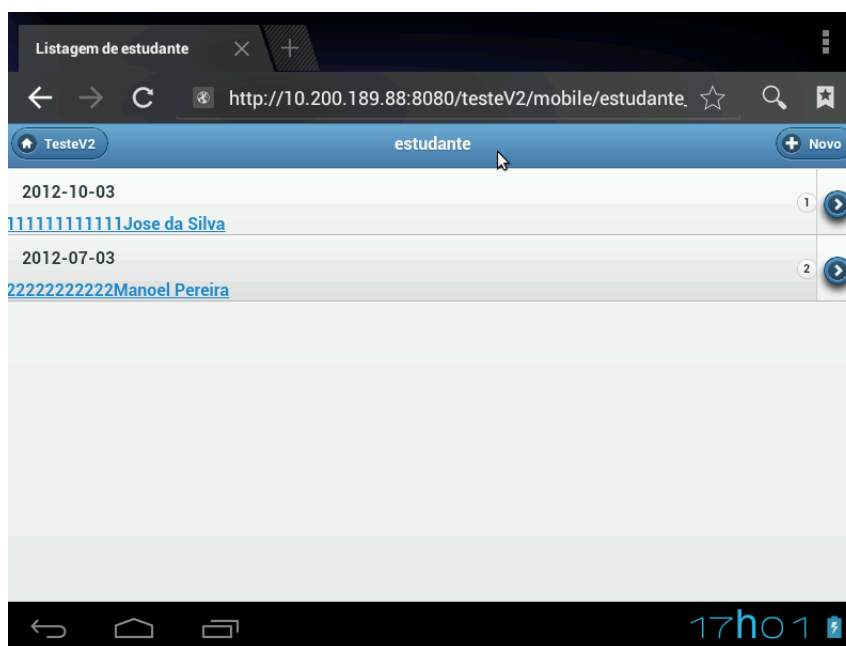 Listagem de estudante
http://10.200.189.88:8080/testeV2/mobile/estudante_
TesteV2
estudante
Novo
2012-10-03
1
111111111111Jose da Silva
2012-07-03
2
22222222222Manoel Pereira
17h01